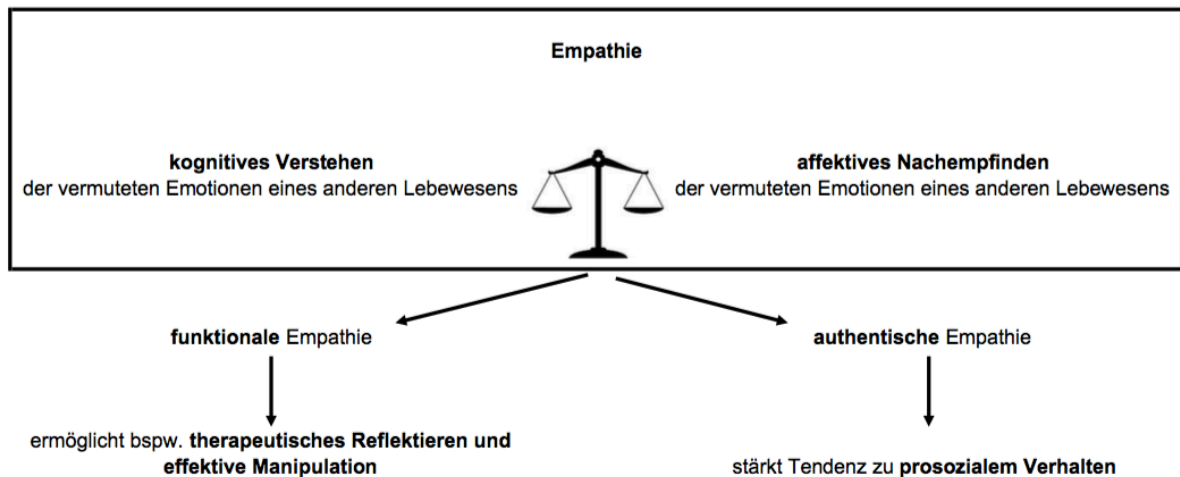 Empathie
kognitives Verstehen
der vermuteten Emotionen eines anderen Lebewesens
affektives Nachempfinden
der vermuteten Emotionen eines anderen Lebewesens
funktionale Empathie
authentische Empathie
ermöglicht bspw. therapeutisches Reflektieren und
effektive Manipulation
stärkt Tendenz zu prosozialem Verhalten